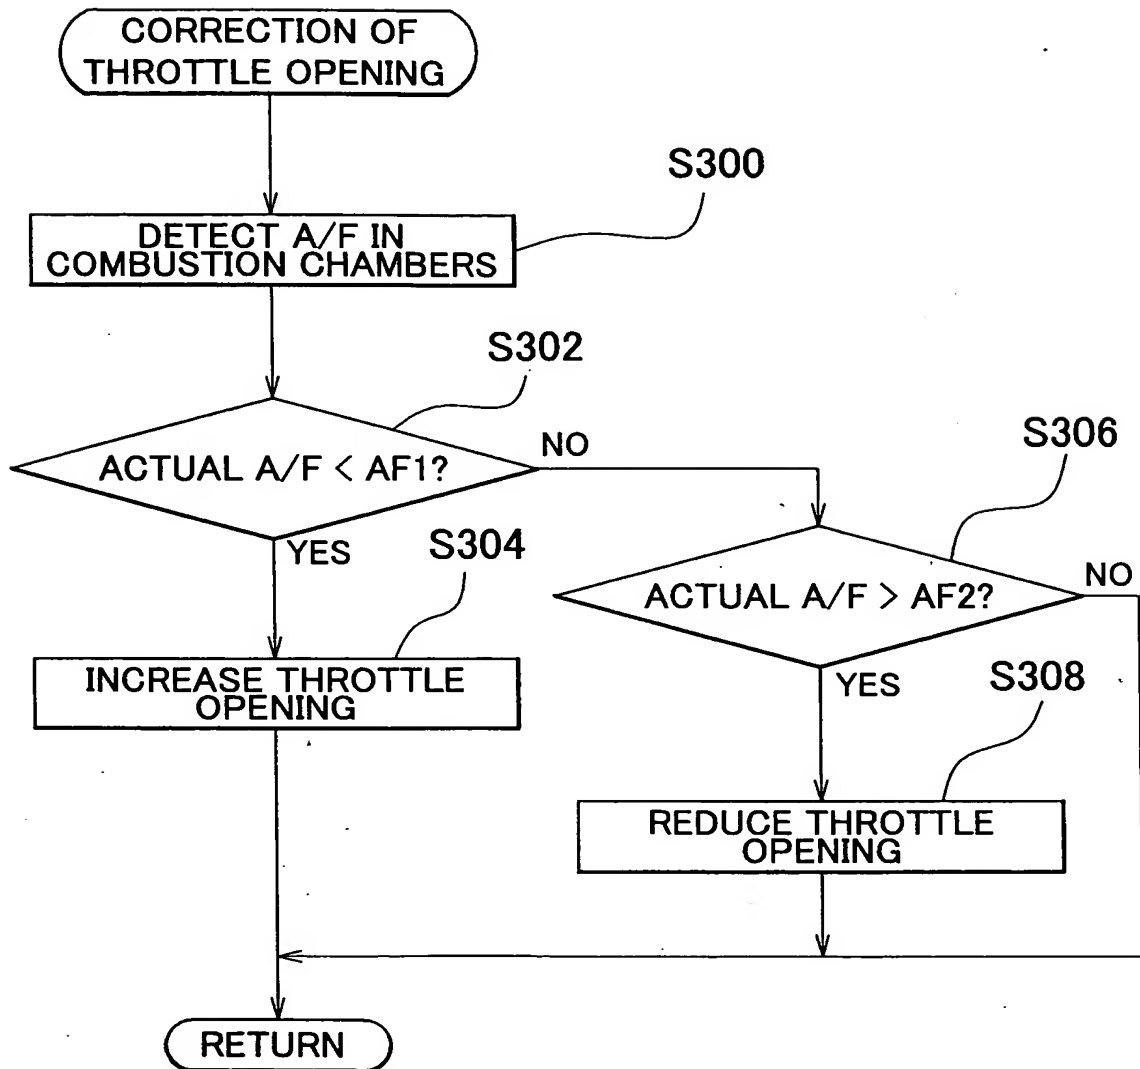 CORRECTION OF
THROTTLE OPENING
S300
DETECT A/F IN
COMBUSTION CHAMBERS
S302
ACTUAL A/F < AF1?
NO
YES
S306
ACTUAL A/F > AF2?
NO
YES
S304
INCREASE THROTTLE
OPENING
S308
REDUCE THROTTLE
OPENING
RETURN